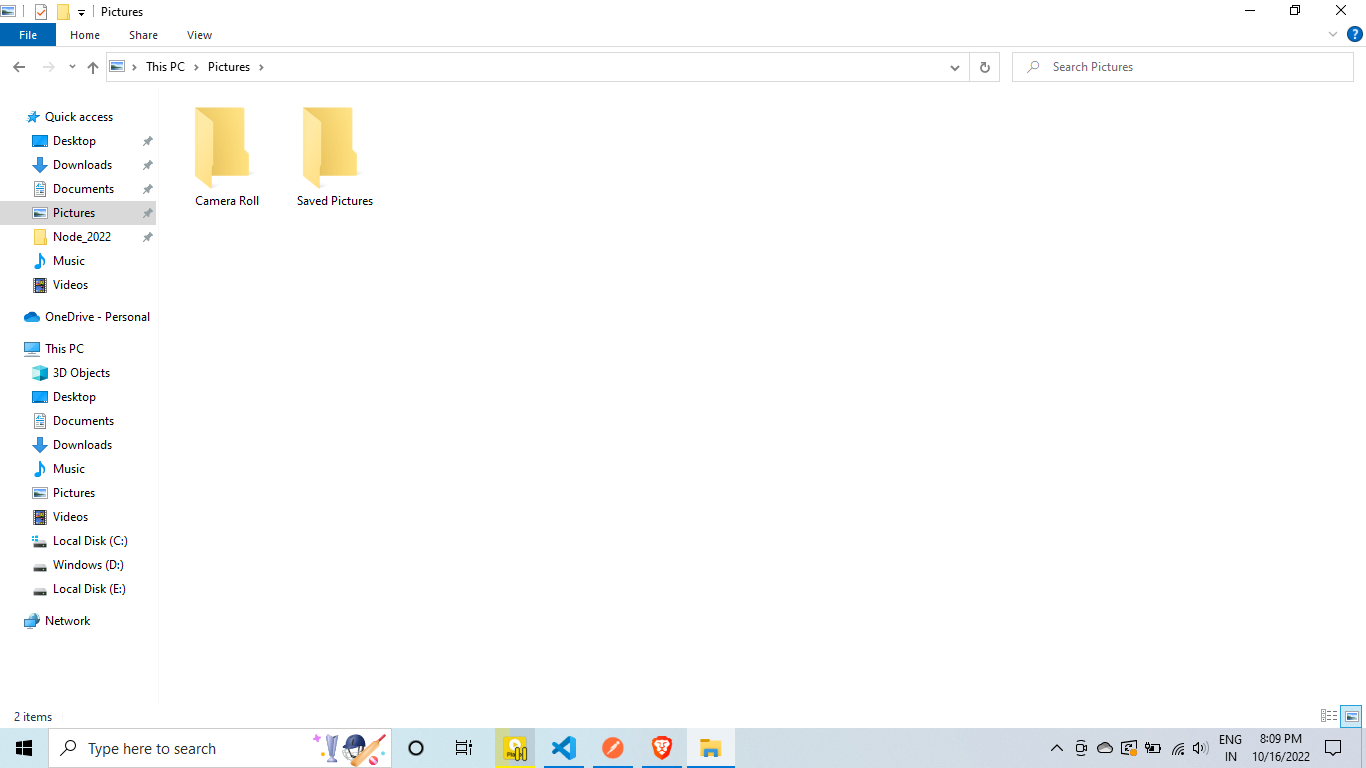 Pictures
File Home Share View
This PC Pictures
Search Pictures
Quick access
Desktop
Downloads
Documents
Pictures
Node_2022
Music
Videos
OneDrive - Personal
This PC
3D Objects
Desktop
Documents
Downloads
Music
Pictures
Videos
Local Disk (C:)
Windows (D:)
Local Disk (E:)
Network
Camera Roll
Saved Pictures
2 items
Type here to search
ENG
IN
8:09 PM
10/16/2022